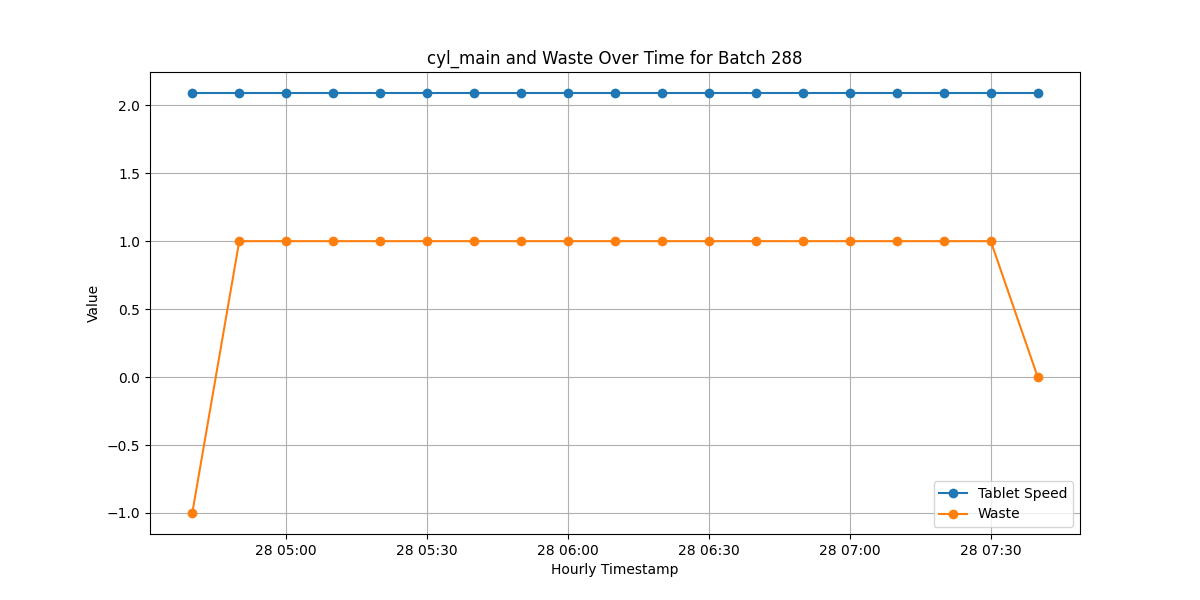 cyl_main and Waste Over Time for Batch 288
2.0
1.5
1.0
0.5
0.0
−0.5
−1.0
Value
Tablet Speed
Waste
28 05:00 28 05:30 28 06:00 28 06:30 28 07:00 28 07:30
Hourly Timestamp